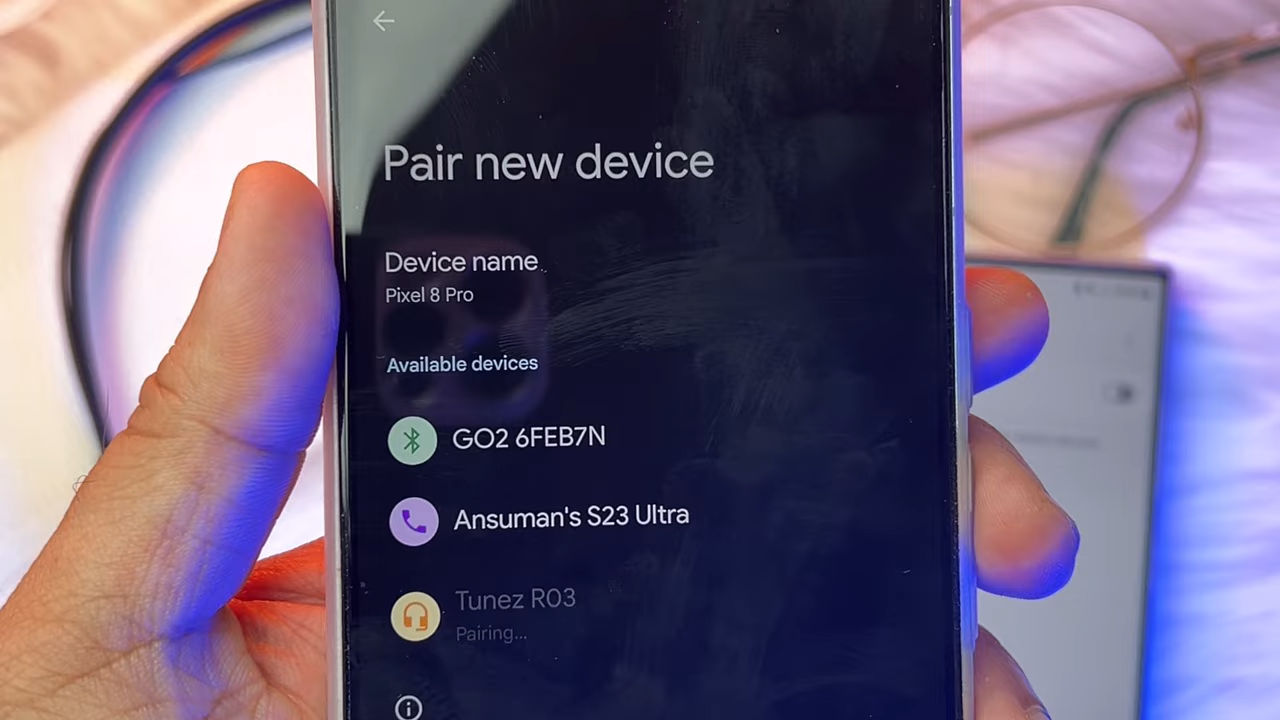 Pair new device
Device name
Pixel 8 Pro
Available devices
GO2 6FEB7N
Ansuman's S23 Ultra
Tunez R03
Pairing...